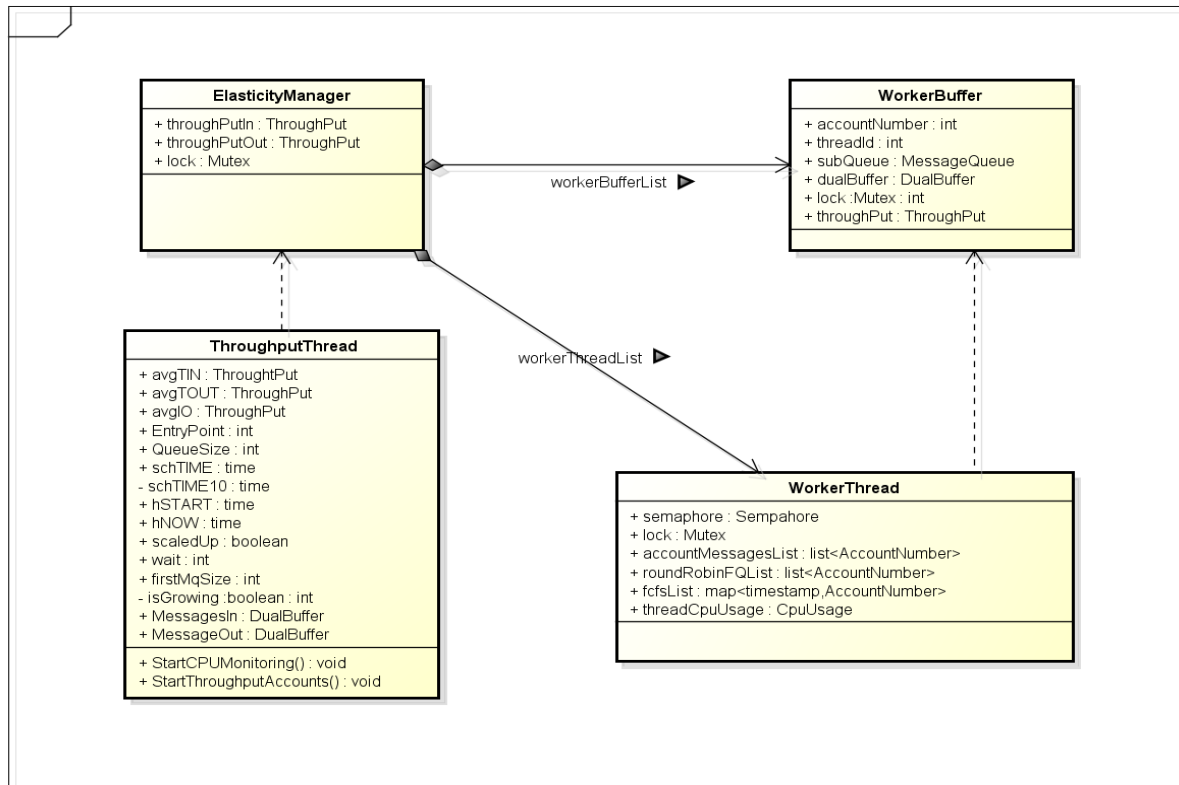 ElasticityManager
+ throughPutIn : ThroughPut
+ throughPutOut : ThroughPut
+ lock : Mutex
WorkerBuffer
+ accountNumber : int
+ threadId : int
+ subQueue : MessageQueue
+ dualBuffer : DualBuffer
+ lock :Mutex : int
+ throughPut : ThroughPut
workerBufferList
workerThreadList
ThroughputThread
+ avgTIN : ThroughtPut
+ avgTOUT : ThroughPut
+ avgIO : ThroughPut
+ EntryPoint : int
+ QueueSize : int
+ schTIME : time
- schTIME10 : time
+ hSTART : time
+ hNOW : time
+ scaledUp : boolean
+ wait : int
+ firstMqSize : int
- isGrowing :boolean : int
+ MessagesIn : DualBuffer
+ MessageOut : DualBuffer
+ StartCPUMonitoring() : void
+ StartThroughputAccounts() : void
WorkerThread
+ semaphore : Sempahore
+ lock : Mutex
+ accountMessagesList : list<AccountNumber>
+ roundRobinFQList : list<AccountNumber>
+ fcfsList : map<timestamp,AccountNumber>
+ threadCpuUsage : CpuUsage